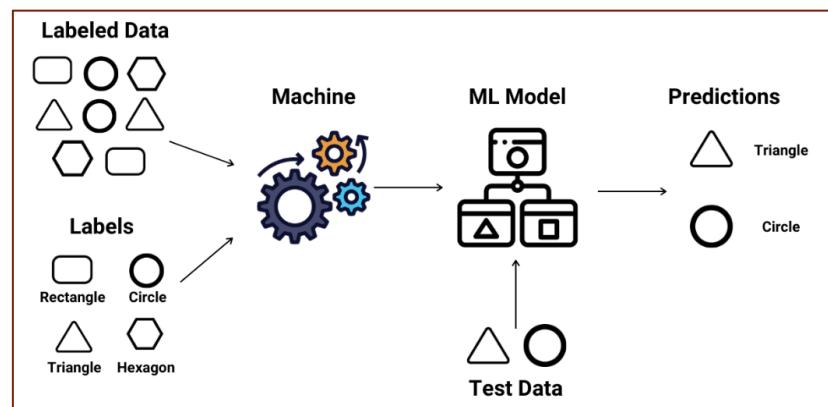 Labeled Data
Machine
ML Model
Predictions
Triangle
Circle
Labels
Rectangle Circle
Triangle Hexagon
Test Data